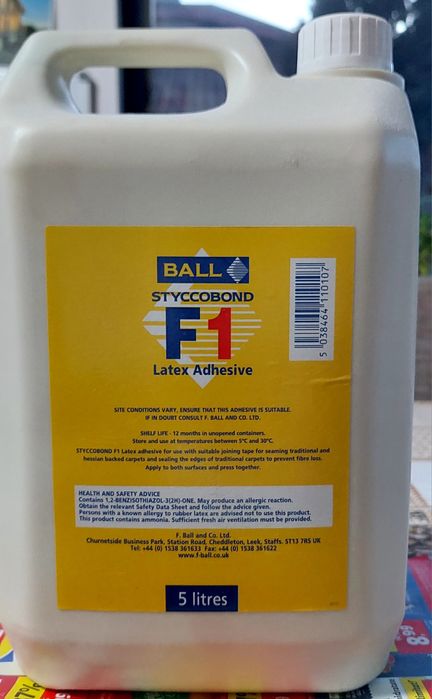 BALL
STYCCOBOND
F1
Latex Adhesive
5 038464 110107
SITE CONDITIONS VARY, ENSURE THAT THIS ADHESIVE IS SUITABLE.
IF IN DOUBT CONSULT F. BALL AND CO. LTD.
SHELF LIFE - 12 months in unopened containers.
Store and use at temperatures between 5°C and 30°C.
STYCCOBOND F1 Latex adhesive for use with suitable joining tape for seaming traditional and
hessian backed carpets and sealing the edges of traditional carpets to prevent fibre loss.
Apply to both surfaces and press together.
HEALTH AND SAFETY ADVICE
Contains 1,2-BENZISOTHIAZOL-3(2H)-ONE. May produce an allergic reaction.
Obtain the relevant Safety Data Sheet and follow the advice given.
Persons with a known allergy to rubber latex are advised not to use this product.
This product contains ammonia. Sufficient fresh air ventilation must be provided.
F. Ball and Co. Ltd.
Churnetside Business Park, Station Road, Cheddleton, Leek, Staffs. ST13 7RS UK
Tel: +44 (0) 1538 361633 Fax: +44 (0) 1538 361622
www.f-ball.co.uk
5 litres